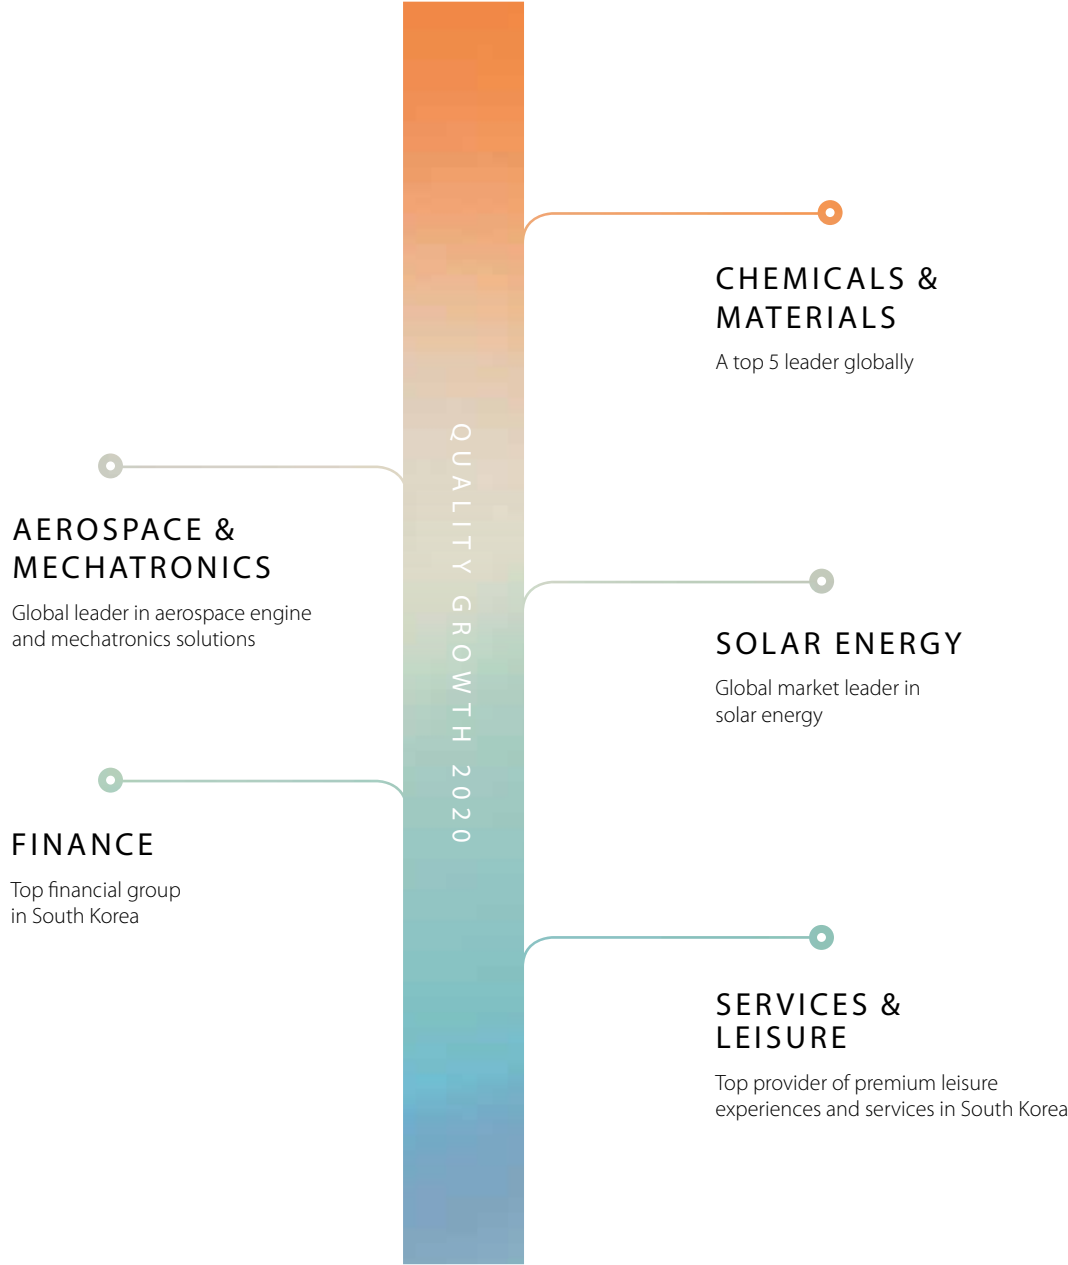 QUALITY GROWTH 2020
CHEMICALS &
MATERIALS
A top 5 leader globally
AEROSPACE &
MECHATRONICS
Global leader in aerospace engine
and mechatronics solutions
SOLAR ENERGY
Global market leader in
solar energy
FINANCE
Top financial group
in South Korea
SERVICES &
LEISURE
Top provider of premium leisure
experiences and services in South Korea